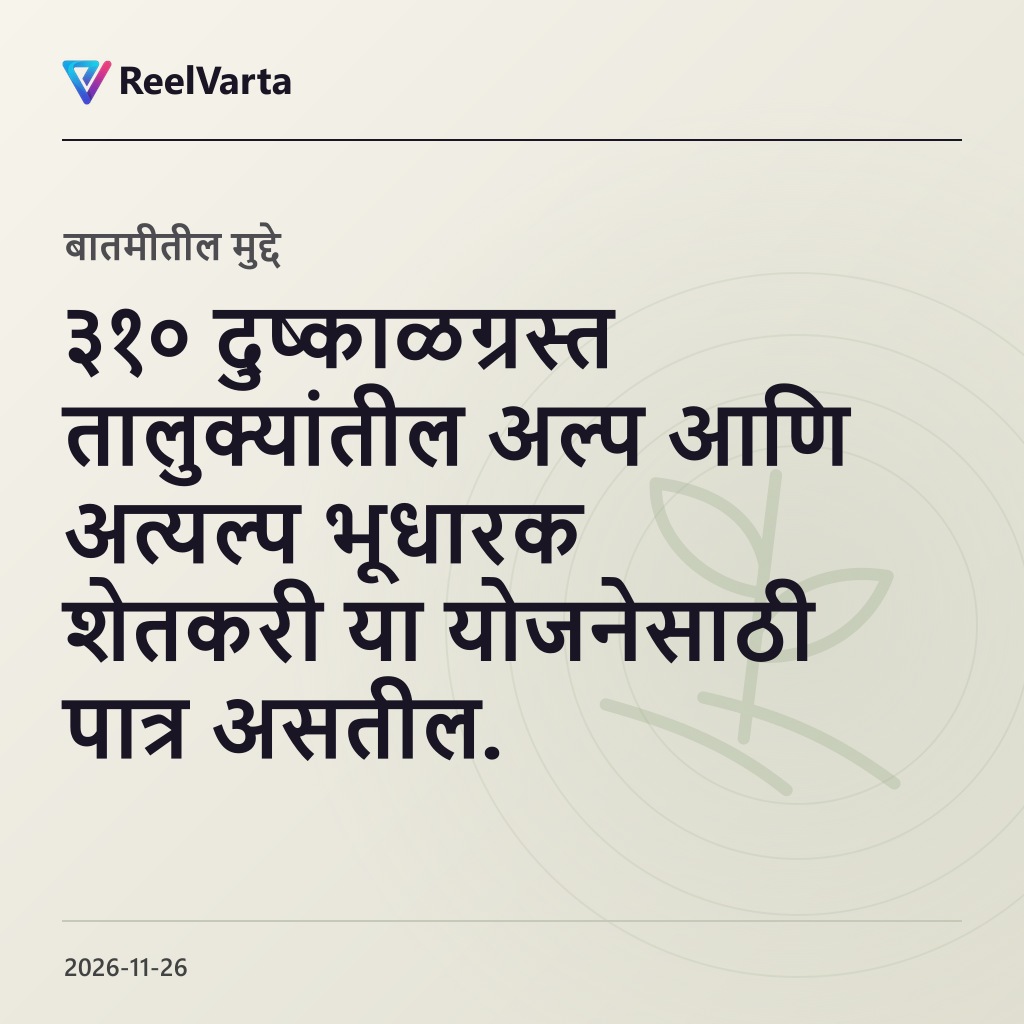 ReelVarta
बातमीतील मुद्दे
३१० दुष्काळग्रस्त
तालुक्यांतील अल्प आणि
अत्यल्प भूधारक
शेतकरी या योजनेसाठी
पात्र असतील.
2026-11-26